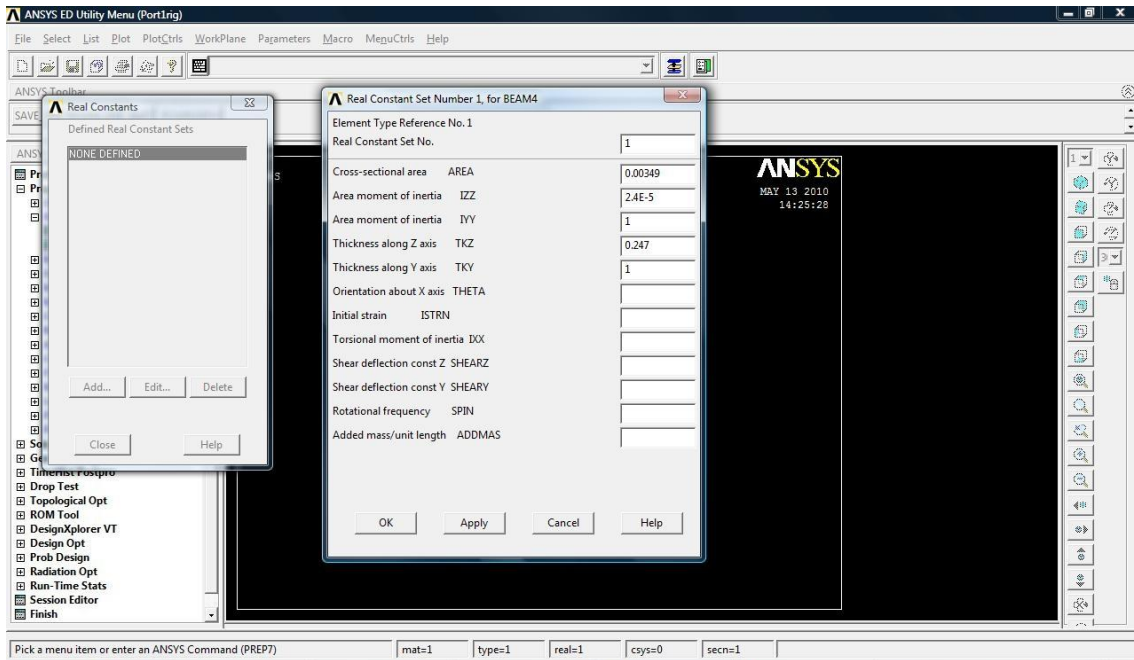 ANSYS ED Utility Menu (Port1rig)
File Select List Plot PlotCtrls WorkPlane Parameters Macro MenuCtrls Help
ANSYS Toolbar
SAVE
Real Constants
Defined Real Constant Sets
NONE DEFINED
Add... Edit... Delete
Close Help
Real Constant Set Number 1, for BEAM4
Element Type Reference No. 1
Real Constant Set No. 1
Cross-sectional area AREA 0.00349
Area moment of inertia IZZ 2.4E-5
Area moment of inertia IYY 1
Thickness along Z axis TKZ 0.247
Thickness along Y axis TKY 1
Orientation about X axis THETA
Initial strain ISTRN
Torsional moment of inertia IXX
Shear deflection const Z SHEARZ
Shear deflection const Y SHEARY
Rotational frequency SPIN
Added mass/unit length ADDMAS
OK Apply Cancel Help
ANSYS
MAY 13 2010
14:25:28
1
ANSY
Pr
Pr
So
Ge
TimeHist Postpro
Drop Test
Topological Opt
ROM Tool
DesignXplorer VT
Design Opt
Prob Design
Radiation Opt
Run-Time Stats
Session Editor
Finish
Pick a menu item or enter an ANSYS Command (PREP7) mat=1 type=1 real=1 csys=0 secn=1